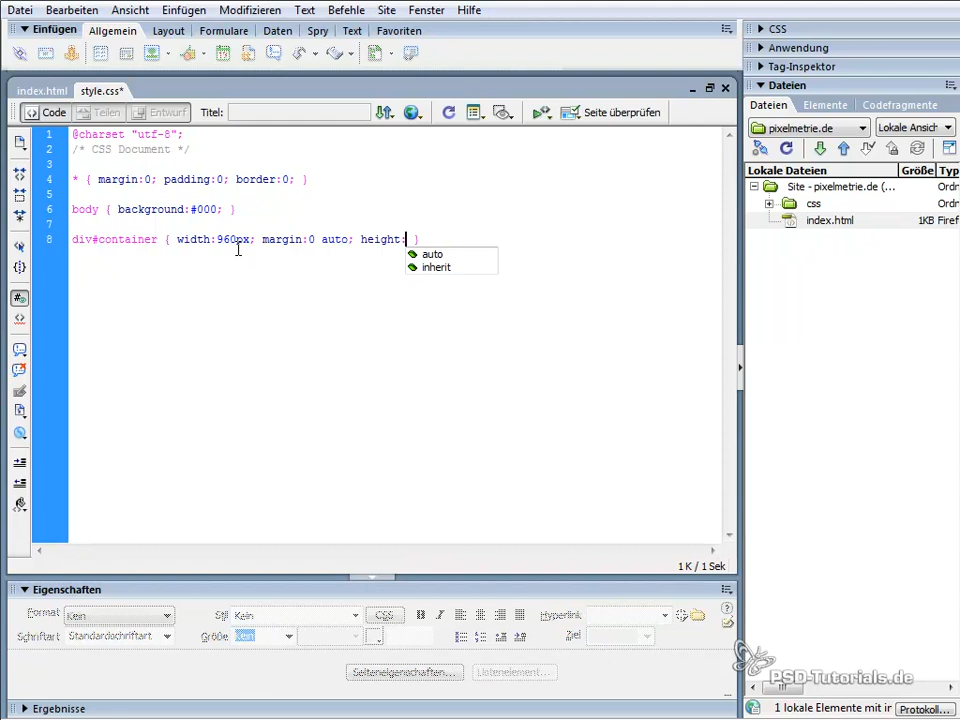 Datei Bearbeiten Ansicht Einfügen Modifizieren Text Befehle Site Fenster Hilfe
Einfügen Allgemein Layout Formulare Daten Spry Text Favoriten
CSS
Anwendung
Tag-Inspektor
Dateien
index.html style.css*
Dateien Elemente Codefragmente
Code Teilen Entwurf Titel: Seite überprüfen
pixelmetrie.de Lokale Ansich
Lokale Dateien Größe Typ
Site - pixelmetrie.de (... Ordn
css Ordn
index.html 1KB Firef
1 @charset "utf-8";
2 /* CSS Document */
3
4 * { margin:0; padding:0; border:0; }
5
6 body { background:#000; }
7
8 div#container { width:960px; margin:0 auto; height: }
auto
inherit
1 K / 1 Sek
Eigenschaften
Format Kein Stil Kein CSS B I Hyperlink
Schriftart Standardschriftart Größe Kein Ziel
Seiteneigenschaften... Listenelement...
PSD-Tutorials.de
Ergebnisse
1 lokale Elemente mit ir Protokoll...